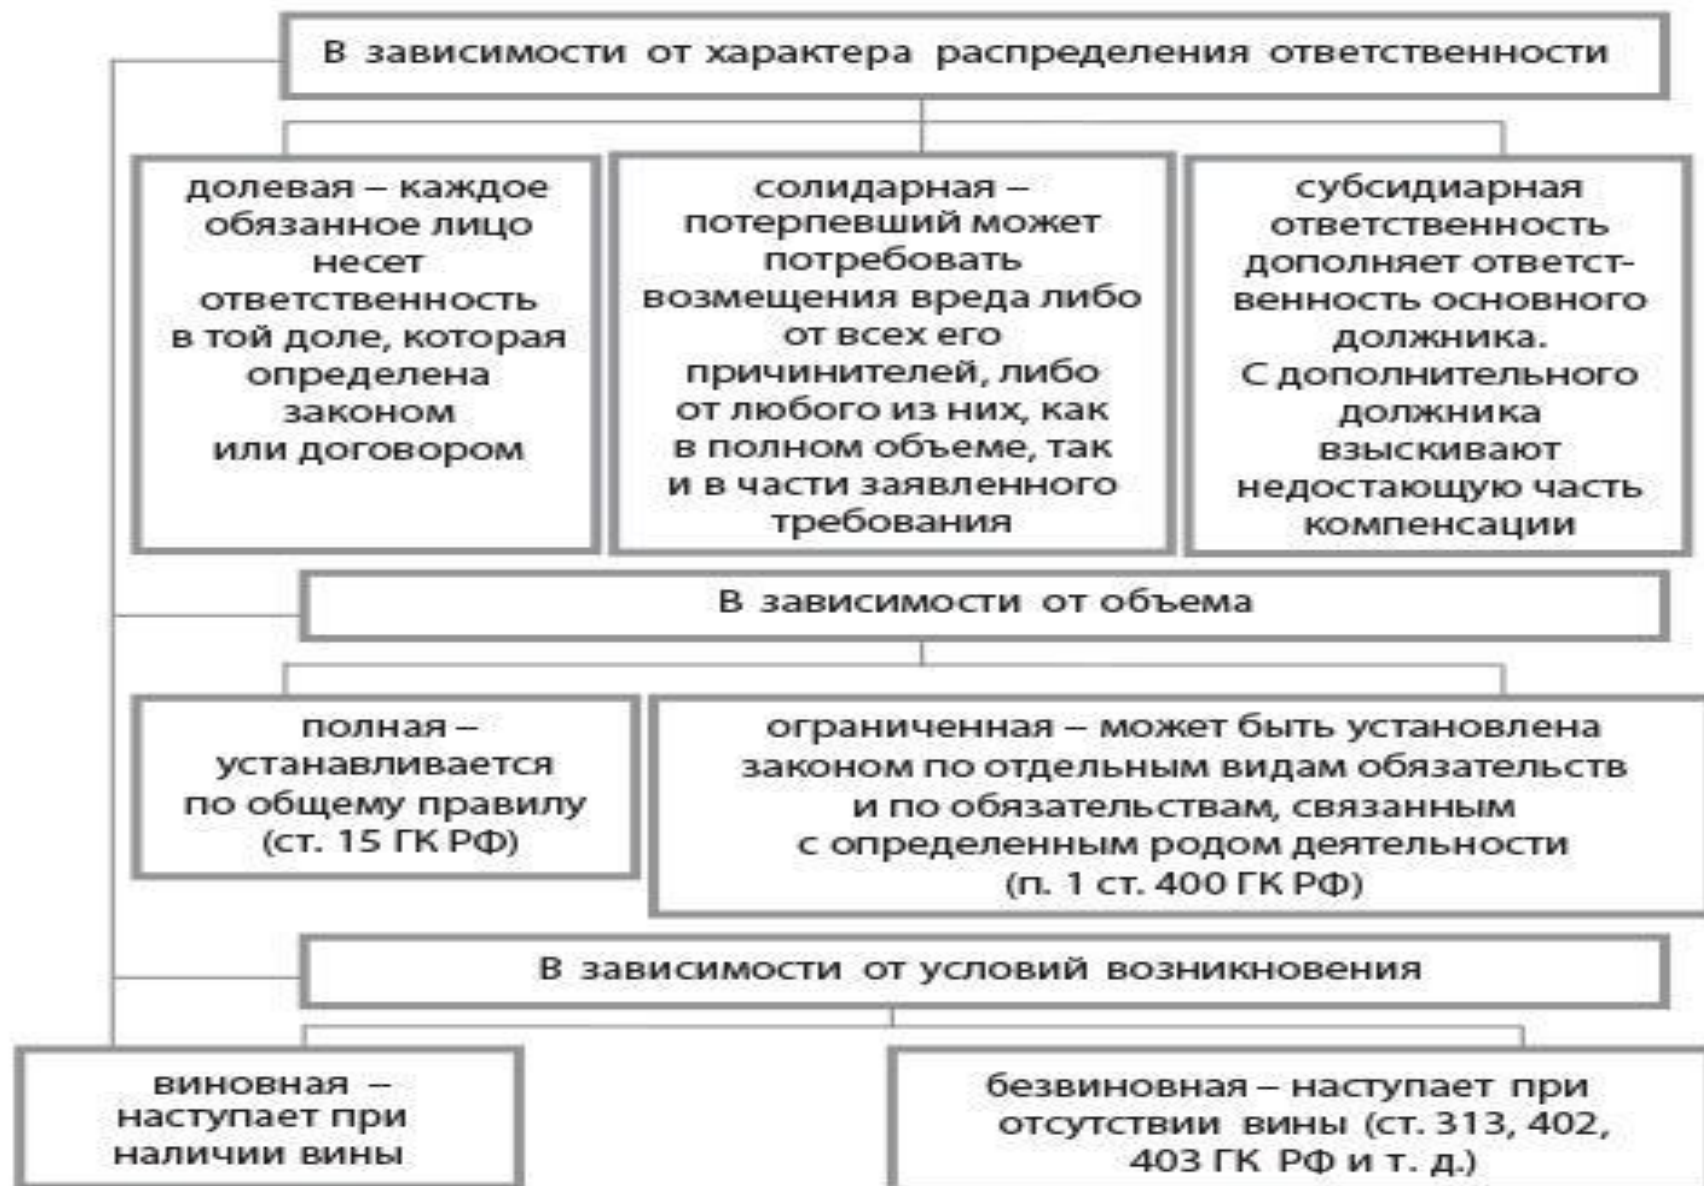 В зависимости от характера распределения ответственности
долевая – каждое
обязанное лицо
несет
ответственность
в той доле, которая
определена
законом
или договором
солидарная –
потерпевший может
потребовать
возмещения вреда либо
от всех его
причинителей, либо
от любого из них, как
в полном объеме, так
и в части заявленного
требования
субсидиарная
ответственность
дополняет ответст-
венность основного
должника.
С дополнительного
должника
взыскивают
недостающую часть
компенсации
В зависимости от объема
полная –
устанавливается
по общему правилу
(ст. 15 ГК РФ)
ограниченная – может быть установлена
законом по отдельным видам обязательств
и по обязательствам, связанным
с определенным родом деятельности
(п. 1 ст. 400 ГК РФ)
В зависимости от условий возникновения
виновная –
наступает при
наличии вины
безвиновная – наступает при
отсутствии вины (ст. 313, 402,
403 ГК РФ и т. д.)